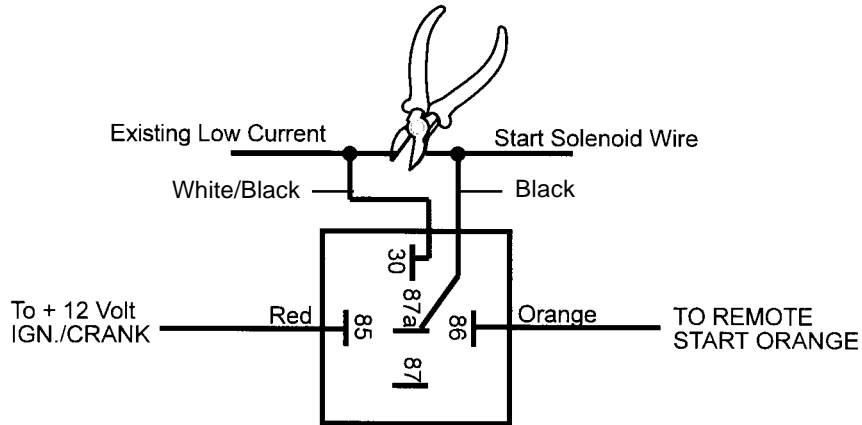 Existing Low Current
Start Solenoid Wire
White/Black
Black
30
87a
To + 12 Volt
IGN./CRANK
Red
85
86
Orange
TO REMOTE
START ORANGE
87